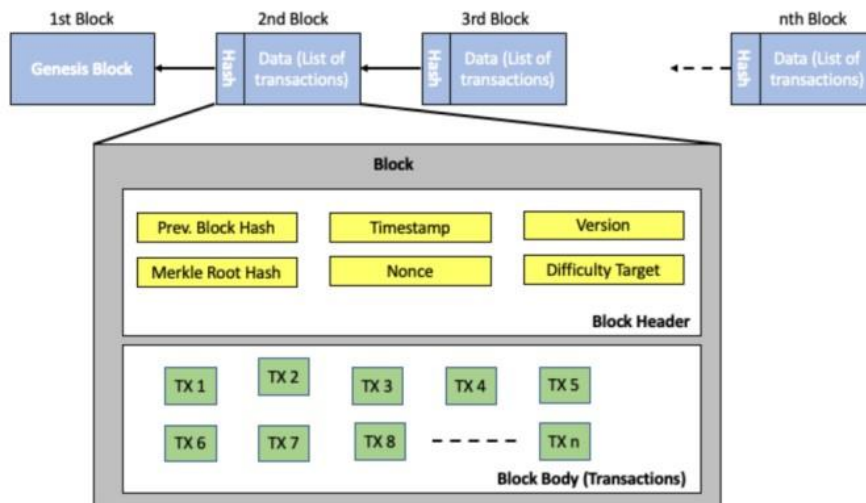 1st Block
2nd Block
3rd Block
nth Block
Genesis Block
Hash
Data (List of
transactions)
Hash
Data (List of
transactions)
Hash
Data (List of
transactions)
Block
Prev. Block Hash
Timestamp
Version
Merkle Root Hash
Nonce
Difficulty Target
Block Header
TX 1
TX 2
TX 3
TX 4
TX 5
TX 6
TX 7
TX 8
TX n
Block Body (Transactions)